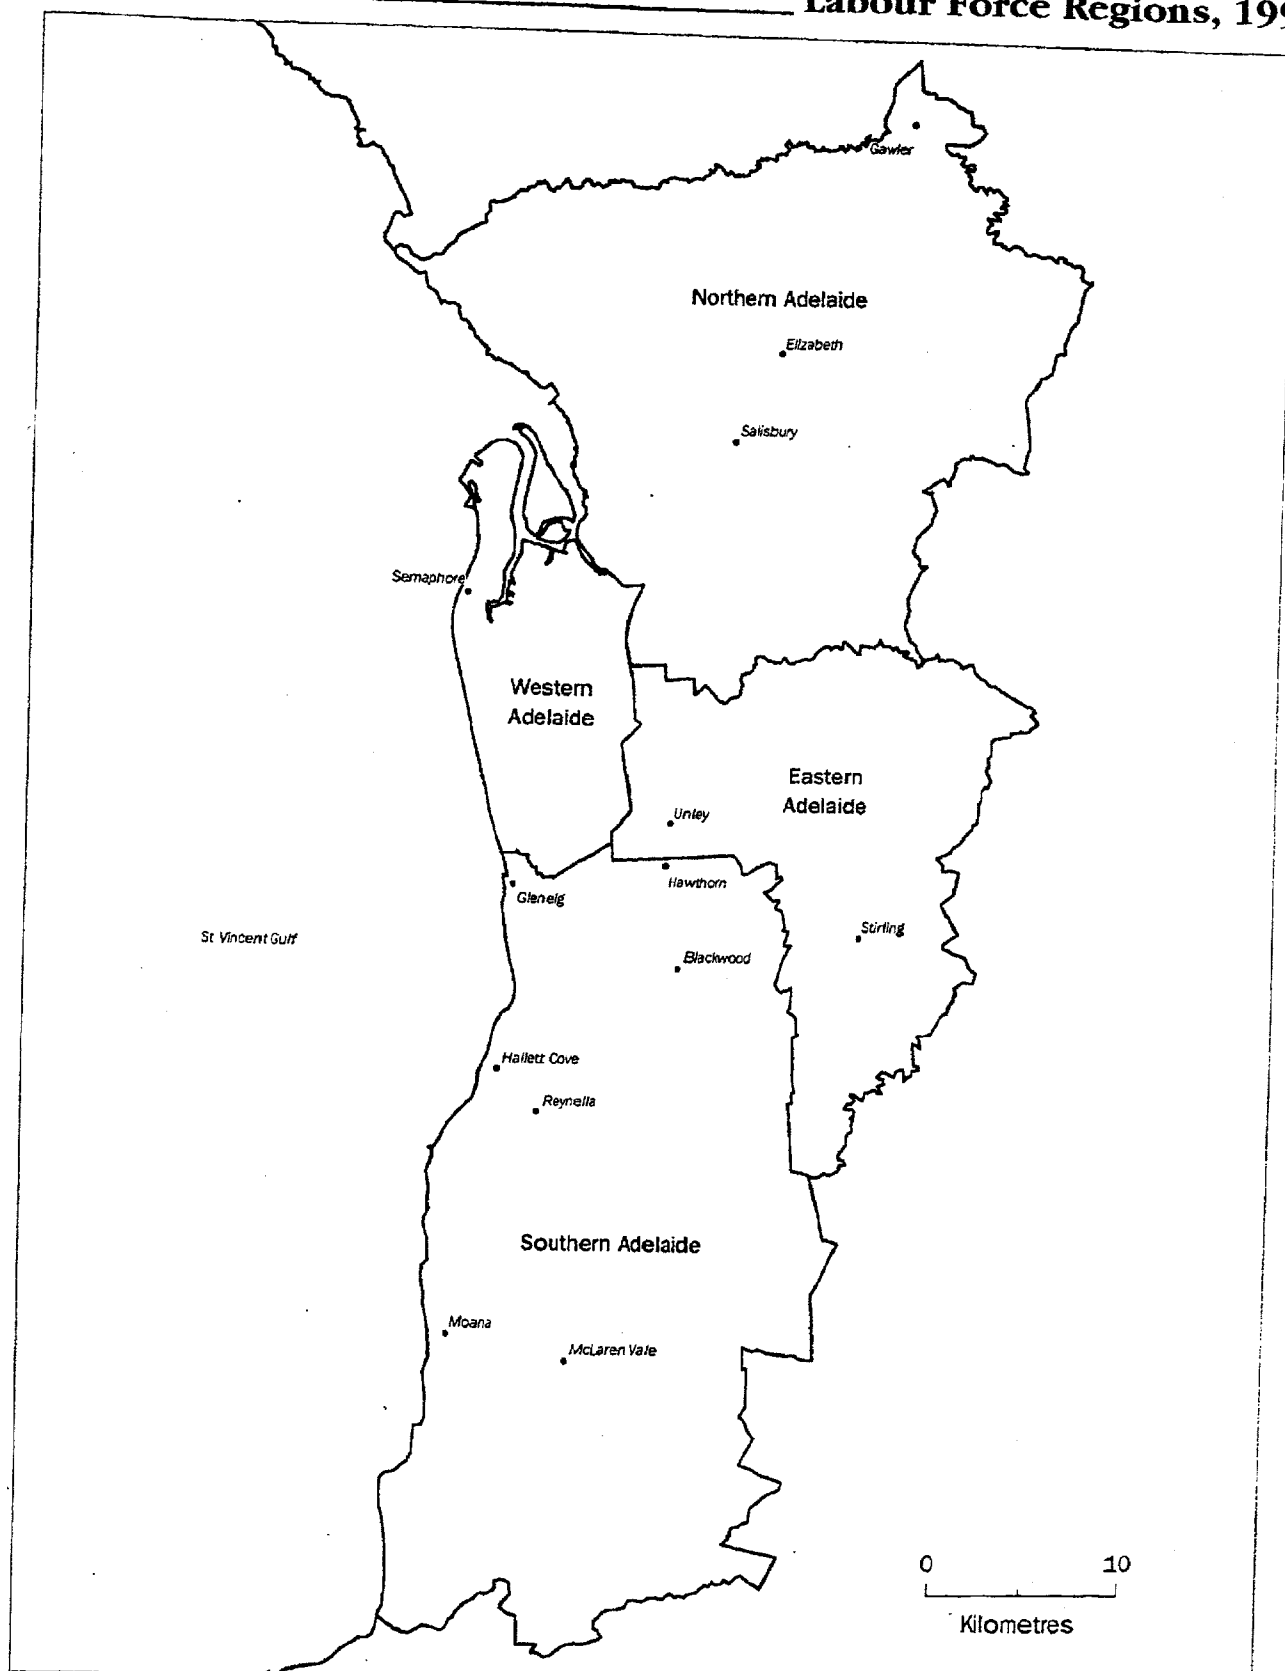 Labour Force Regions, 19
Gawler
Northern Adelaide
Elizabeth
Salisbury
Semaphore
Western
Adelaide
Eastern
Adelaide
Unley
Hawthorn
Glenelg
Stirling
St Vincent Gulf
Blackwood
Hallett Cove
Reynella
Southern Adelaide
Moana
McLaren Vale
0 10
Kilometres